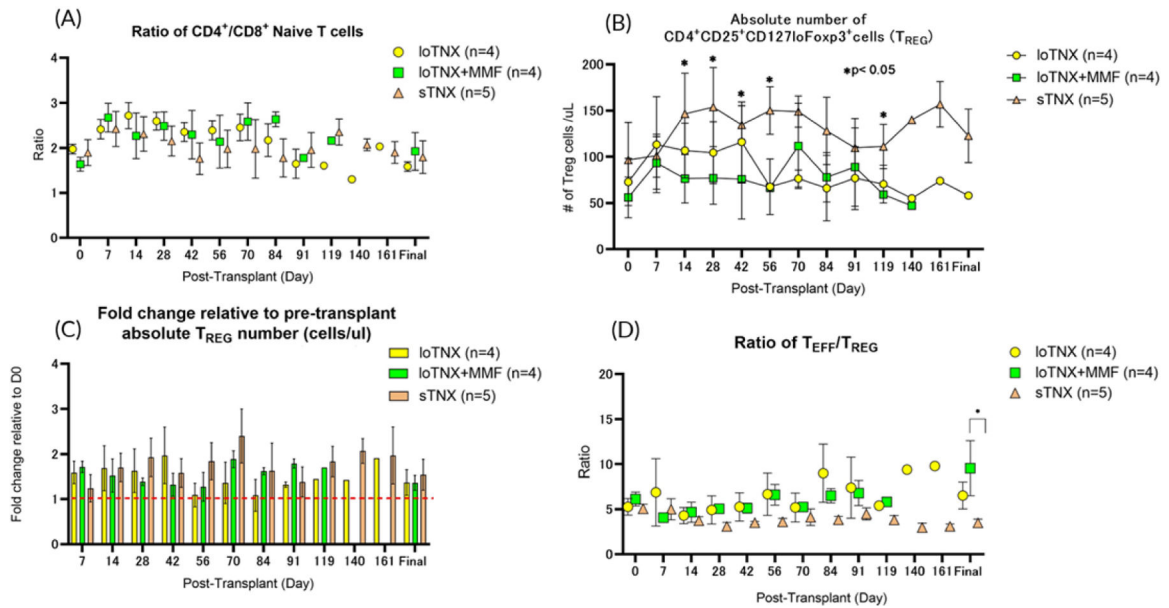 (A)
Ratio of CD4⁺/CD8⁺ Naive T cells
loTNX (n=4)
loTNX+MMF (n=4)
sTNX (n=5)
Ratio
4
3
2
1
0
0 7 14 28 42 56 70 84 91 119 140 161 Final
Post-Transplant (Day)
(B)
Absolute number of
CD4⁺CD25⁺CD127loFoxp3⁺cells (T_REG)
loTNX (n=4)
loTNX+MMF (n=4)
sTNX (n=5)
# of Treg cells /uL
200
150
100
50
0
* * * * *p< 0.05 *
0 7 14 28 42 56 70 84 91 119 140 161 Final
Post-Transplant (Day)
(C)
Fold change relative to pre-transplant
absolute T_REG number (cells/ul)
loTNX (n=4)
loTNX+MMF (n=4)
sTNX (n=5)
Fold change relative to D0
4
3
2
1
0
7 14 28 42 56 70 84 91 119 140 161 Final
Post-Transplant (Day)
(D)
Ratio of T_EFF/T_REG
loTNX (n=4)
loTNX+MMF (n=4)
sTNX (n=5)
Ratio
20
15
10
5
0
*
0 7 14 28 42 56 70 84 91 119 140 161 Final
Post-Transplant (Day)